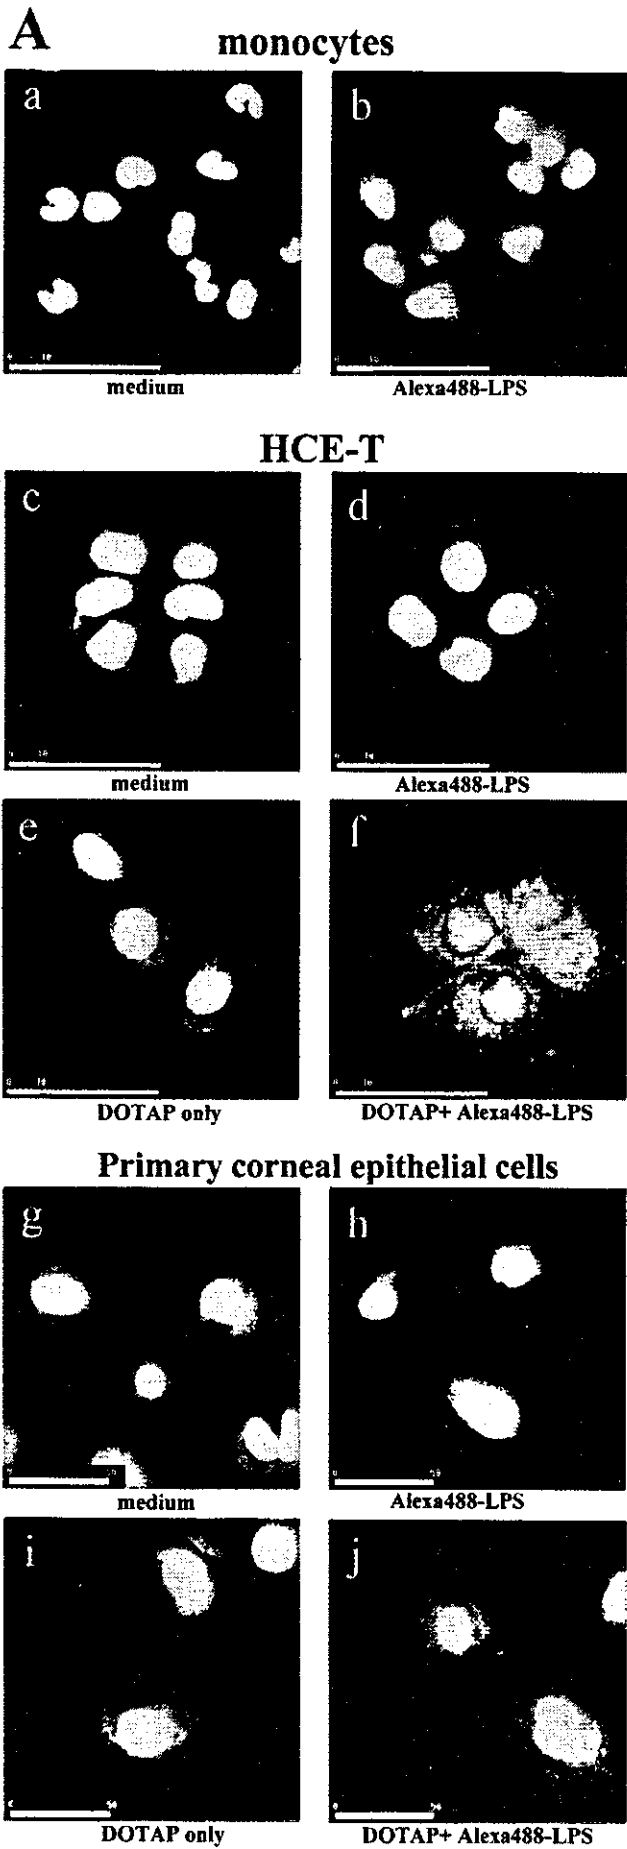 A
monocytes
a
b
medium
Alexa488-LPS
HCE-T
c
d
medium
Alexa488-LPS
e
f
DOTAP only
DOTAP+ Alexa488-LPS
Primary corneal epithelial cells
g
h
medium
Alexa488-LPS
i
j
DOTAP only
DOTAP+ Alexa488-LPS